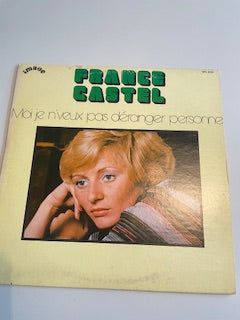 image
FRANCE
CASTEL
Moi je n'veux pas déranger personne